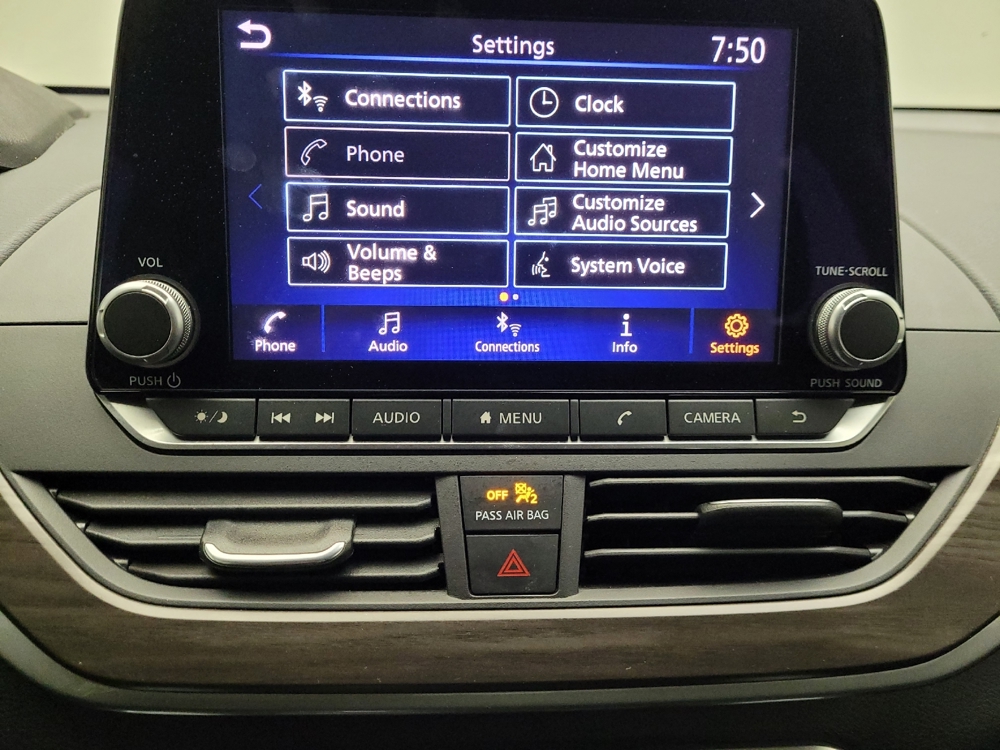 Settings
7:50
Connections
Clock
Phone
Customize
Home Menu
Sound
Customize
Audio Sources
Volume &
Beeps
System Voice
Phone
Audio
Connections
Info
Settings
VOL
PUSH
TUNE·SCROLL
PUSH SOUND
AUDIO
MENU
CAMERA
OFF 2
PASS AIR BAG